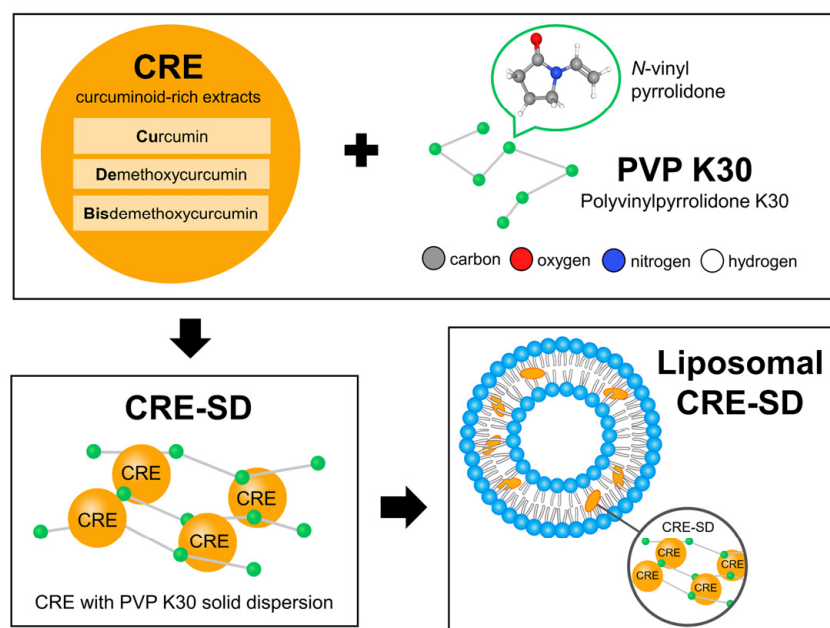 CRE
curcuminoid-rich extracts
Curcumin
Demethoxycurcumin
Bisdemethoxycurcumin
N-vinyl
pyrrolidone
PVP K30
Polyvinylpyrrolidone K30
carbon
oxygen
nitrogen
hydrogen
CRE-SD
CRE
CRE
CRE
CRE
CRE with PVP K30 solid dispersion
Liposomal
CRE-SD
CRE-SD
CRE
CRE
CRE
CRE